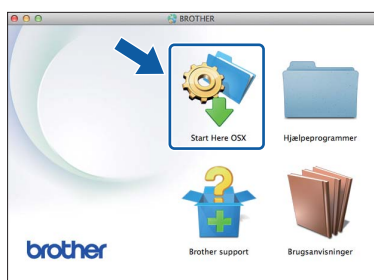 BROTHER
Start Here OSX
Hjælpeprogrammer
Brother support
Brugsanvisninger
brother